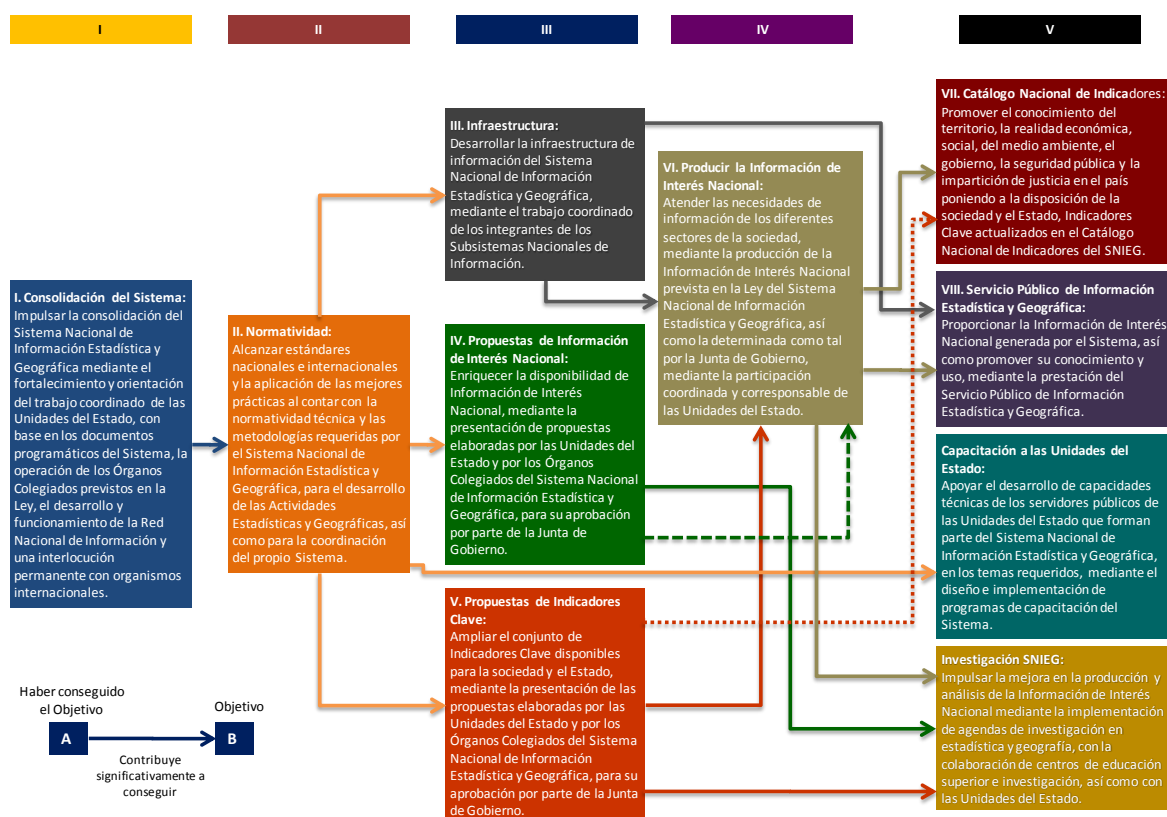 I
II
III
IV
V
I. Consolidación del Sistema:
Impulsar la consolidación del
Sistema Nacional de
Información Estadística y
Geográfica mediante el
fortalecimiento y orientación
del trabajo coordinado de las
Unidades del Estado, con
base en los documentos
programáticos del Sistema, la
operación de los Órganos
Colegiados previstos en la
Ley, el desarrollo y
funcionamiento de la Red
Nacional de Información y
una interlocución
permanente con organismos
internacionales.
II. Normatividad:
Alcanzar estándares
nacionales e internacionales
y la aplicación de las mejores
prácticas al contar con la
normatividad técnica y las
metodologías requeridas por
el Sistema Nacional de
Información Estadística y
Geográfica, para el desarrollo
de las Actividades
Estadísticas y Geográficas, así
como para la coordinación
del propio Sistema.
III. Infraestructura:
Desarrollar la infraestructura de
información del Sistema
Nacional de Información
Estadística y Geográfica,
mediante el trabajo coordinado
de los integrantes de los
Subsistemas Nacionales de
Información.
IV. Propuestas de Información
de Interés Nacional:
Enriquecer la disponibilidad de
Información de Interés
Nacional, mediante la
presentación de propuestas
elaboradas por las Unidades del
Estado y por los Órganos
Colegiados del Sistema Nacional
de Información Estadística y
Geográfica, para su aprobación
por parte de la Junta de
Gobierno.
V. Propuestas de Indicadores
Clave:
Ampliar el conjunto de
Indicadores Clave disponibles
para la sociedad y el Estado,
mediante la presentación de las
propuestas elaboradas por las
Unidades del Estado y por los
Órganos Colegiados del Sistema
Nacional de Información
Estadística y Geográfica, para su
aprobación por parte de la Junta
de Gobierno.
VI. Producir la Información de
Interés Nacional:
Atender las necesidades de
información de los diferentes
sectores de la sociedad,
mediante la producción de la
Información de Interés Nacional
prevista en la Ley del Sistema
Nacional de Información
Estadística y Geográfica, así
como la determinada como tal
por la Junta de Gobierno,
mediante la participación
coordinada y corresponsable de
las Unidades del Estado.
VII. Catálogo Nacional de Indicadores:
Promover el conocimiento del
territorio, la realidad económica,
social, del medio ambiente, el
gobierno, la seguridad pública y la
impartición de justicia en el país
poniendo a la disposición de la
sociedad y el Estado, Indicadores
Clave actualizados en el Catálogo
Nacional de Indicadores del SNIEG.
VIII. Servicio Público de Información
Estadística y Geográfica:
Proporcionar la Información de Interés
Nacional generada por el Sistema, así
como promover su conocimiento y
uso, mediante la prestación del
Servicio Público de Información
Estadística y Geográfica.
Capacitación a las Unidades del
Estado:
Apoyar el desarrollo de capacidades
técnicas de los servidores públicos de
las Unidades del Estado que forman
parte del Sistema Nacional de
Información Estadística y Geográfica,
en los temas requeridos, mediante el
diseño e implementación de
programas de capacitación del
Sistema.
Investigación SNIEG:
Impulsar la mejora en la producción y
análisis de la Información de Interés
Nacional mediante la implementación
de agendas de investigación en
estadística y geografía, con la
colaboración de centros de educación
superior e investigación, así como con
las Unidades del Estado.
Haber conseguido
el Objetivo
Objetivo
A
B
Contribuye
significativamente a
conseguir